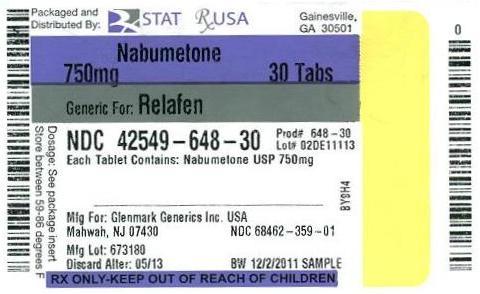 Packaged and
Distributed By:
STAT RxUSA
Gainesville,
GA 30501
Nabumetone
750mg 30 Tabs
Generic For: Relafen
NDC 42549-648-30
Prod# 648-30
Lot# 02DE11113
Each Tablet Contains: Nabumetone USP 750mg
Dosage: See package insert
Store between 59-86 degrees F
BY9H4
Mfg For: Glenmark Generics Inc. USA
Mahwah, NJ 07430 NDC 68462-359-01
Mfg Lot: 673180
Discard After: 05/13 BW 12/2/2011 SAMPLE
RX ONLY-KEEP OUT OF REACH OF CHILDREN
0